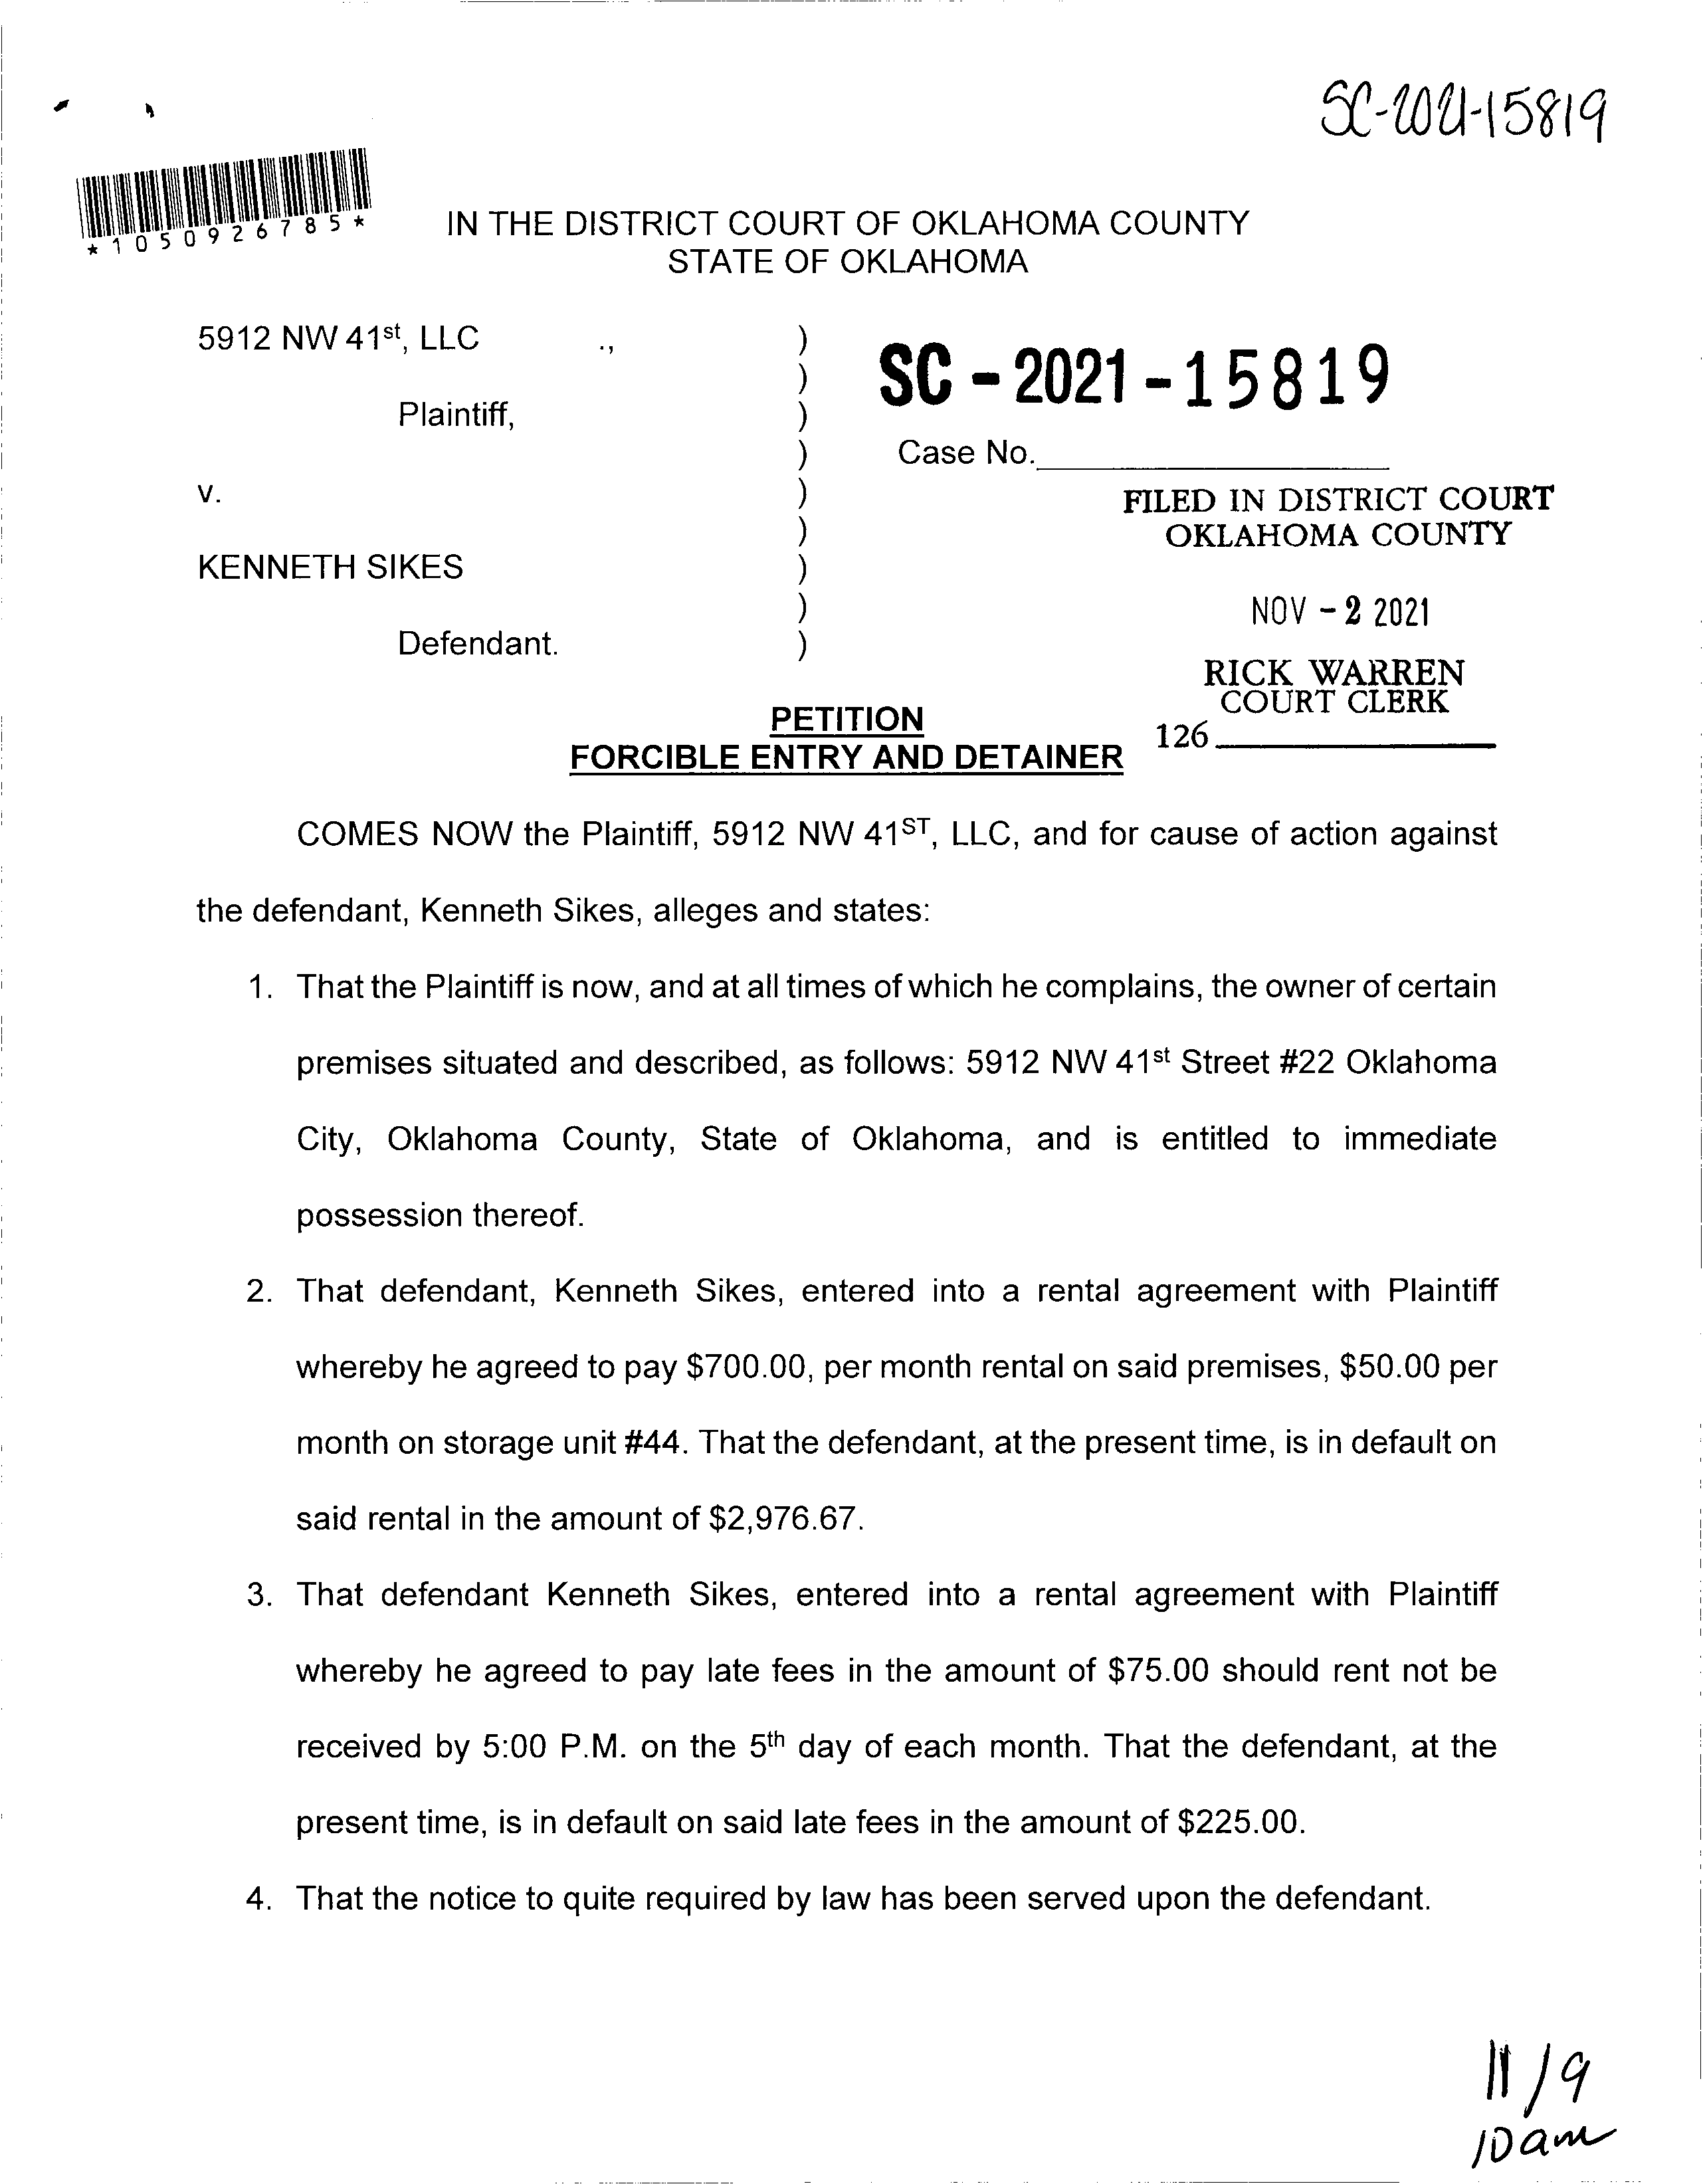 SC-2021-15819
*1050926785*
IN THE DISTRICT COURT OF OKLAHOMA COUNTY
STATE OF OKLAHOMA
5912 NW 41st, LLC .,
)
SC - 2021 - 15819
)
Plaintiff,
)
)
Case No.
v.
)
FILED IN DISTRICT COURT
)
OKLAHOMA COUNTY
KENNETH SIKES
)
)
NOV - 2 2021
Defendant.
)
RICK WARREN
COURT CLERK
126
PETITION
FORCIBLE ENTRY AND DETAINER
COMES NOW the Plaintiff, 5912 NW 41ST, LLC, and for cause of action against
the defendant, Kenneth Sikes, alleges and states:
1. That the Plaintiff is now, and at all times of which he complains, the owner of certain
premises situated and described, as follows: 5912 NW 41st Street #22 Oklahoma
City, Oklahoma County, State of Oklahoma, and is entitled to immediate
possession thereof.
2. That defendant, Kenneth Sikes, entered into a rental agreement with Plaintiff
whereby he agreed to pay $700.00, per month rental on said premises, $50.00 per
month on storage unit #44. That the defendant, at the present time, is in default on
said rental in the amount of $2,976.67.
3. That defendant Kenneth Sikes, entered into a rental agreement with Plaintiff
whereby he agreed to pay late fees in the amount of $75.00 should rent not be
received by 5:00 P.M. on the 5th day of each month. That the defendant, at the
present time, is in default on said late fees in the amount of $225.00.
4. That the notice to quite required by law has been served upon the defendant.
11/9
10am